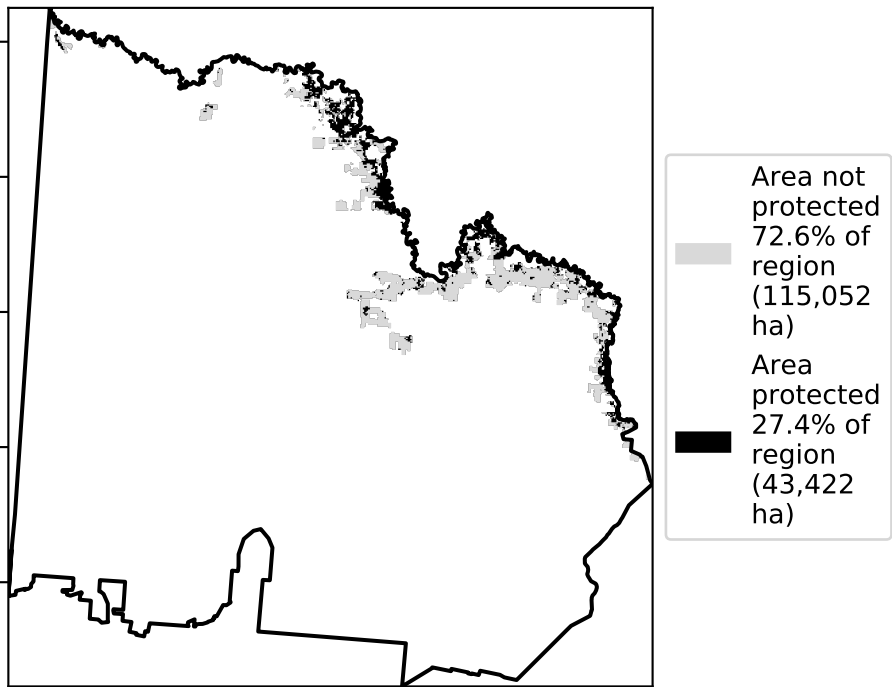 Area not
protected
72.6% of
region
(115,052
ha)
Area
protected
27.4% of
region
(43,422
ha)